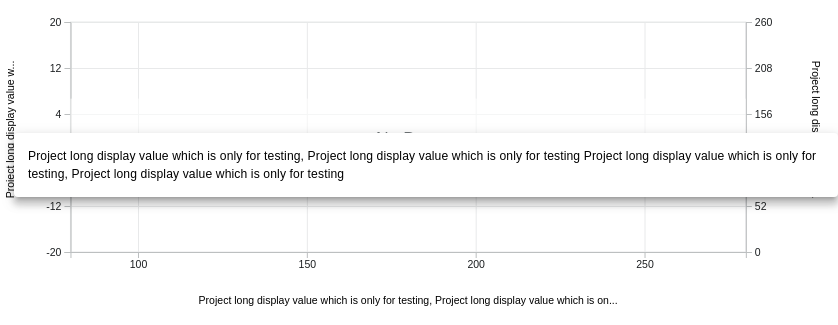 20
260
12
208
4
156
Project long display value w...
Project long dis
Project long display value which is only for testing, Project long display value which is only for testing Project long display value which is only for
testing, Project long display value which is only for testing
-12
52
-20
0
100
150
200
250
Project long display value which is only for testing, Project long display value which is on...